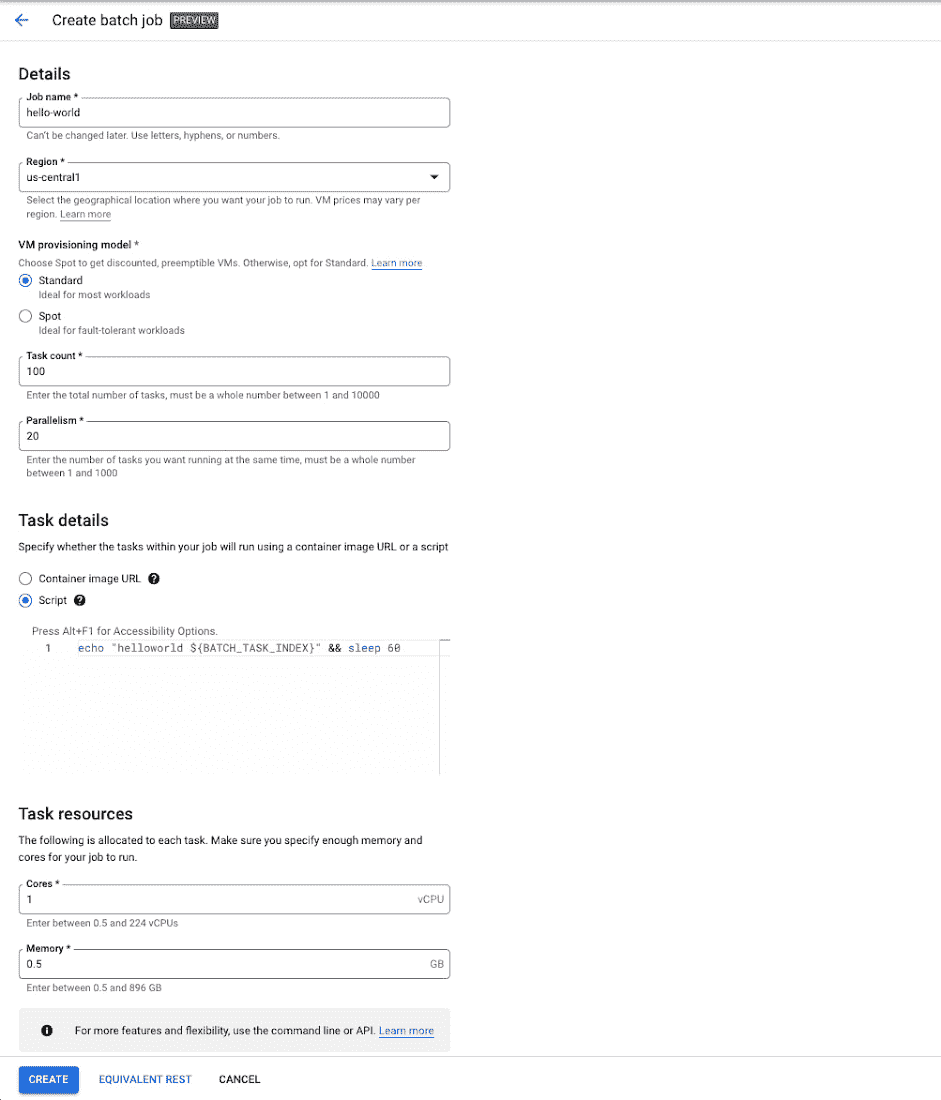 Create batch job PREVIEW
Details
Job name *
hello-world
Can't be changed later. Use letters, hyphens, or numbers.
Region *
us-central1
Select the geographical location where you want your job to run. VM prices may vary per
region. Learn more
VM provisioning model *
Choose Spot to get discounted, preemptible VMs. Otherwise, opt for Standard. Learn more
Standard
Ideal for most workloads
Spot
Ideal for fault-tolerant workloads
Task count *
100
Enter the total number of tasks, must be a whole number between 1 and 10000
Parallelism *
20
Enter the number of tasks you want running at the same time, must be a whole number
between 1 and 1000
Task details
Specify whether the tasks within your job will run using a container image URL or a script
Container image URL ?
Script ?
Press Alt+F1 for Accessibility Options.
1 echo "helloworld ${BATCH_TASK_INDEX}" && sleep 60
Task resources
The following is allocated to each task. Make sure you specify enough memory and
cores for your job to run.
Cores *
1 vCPU
Enter between 0.5 and 224 vCPUs
Memory *
0.5 GB
Enter between 0.5 and 896 GB
For more features and flexibility, use the command line or API. Learn more
CREATE EQUIVALENT REST CANCEL